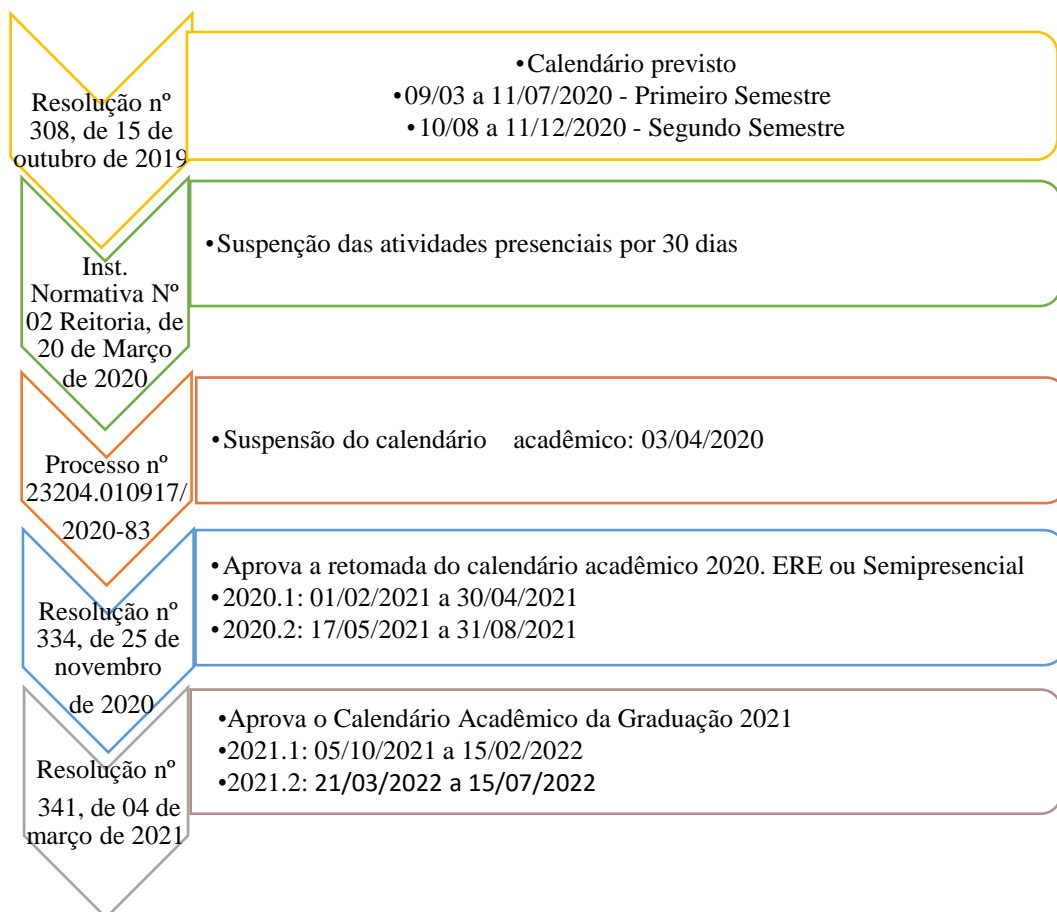 Resolução nº
308, de 15 de
outubro de 2019
•Calendário previsto
•09/03 a 11/07/2020 - Primeiro Semestre
•10/08 a 11/12/2020 - Segundo Semestre
Inst.
Normativa Nº
02 Reitoria, de
20 de Março
de 2020
•Suspenção das atividades presenciais por 30 dias
Processo nº
23204.010917/
2020-83
•Suspensão do calendário acadêmico: 03/04/2020
Resolução nº
334, de 25 de
novembro
de 2020
•Aprova a retomada do calendário acadêmico 2020. ERE ou Semipresencial
•2020.1: 01/02/2021 a 30/04/2021
•2020.2: 17/05/2021 a 31/08/2021
Resolução nº
341, de 04 de
março de 2021
•Aprova o Calendário Acadêmico da Graduação 2021
•2021.1: 05/10/2021 a 15/02/2022
•2021.2: 21/03/2022 a 15/07/2022